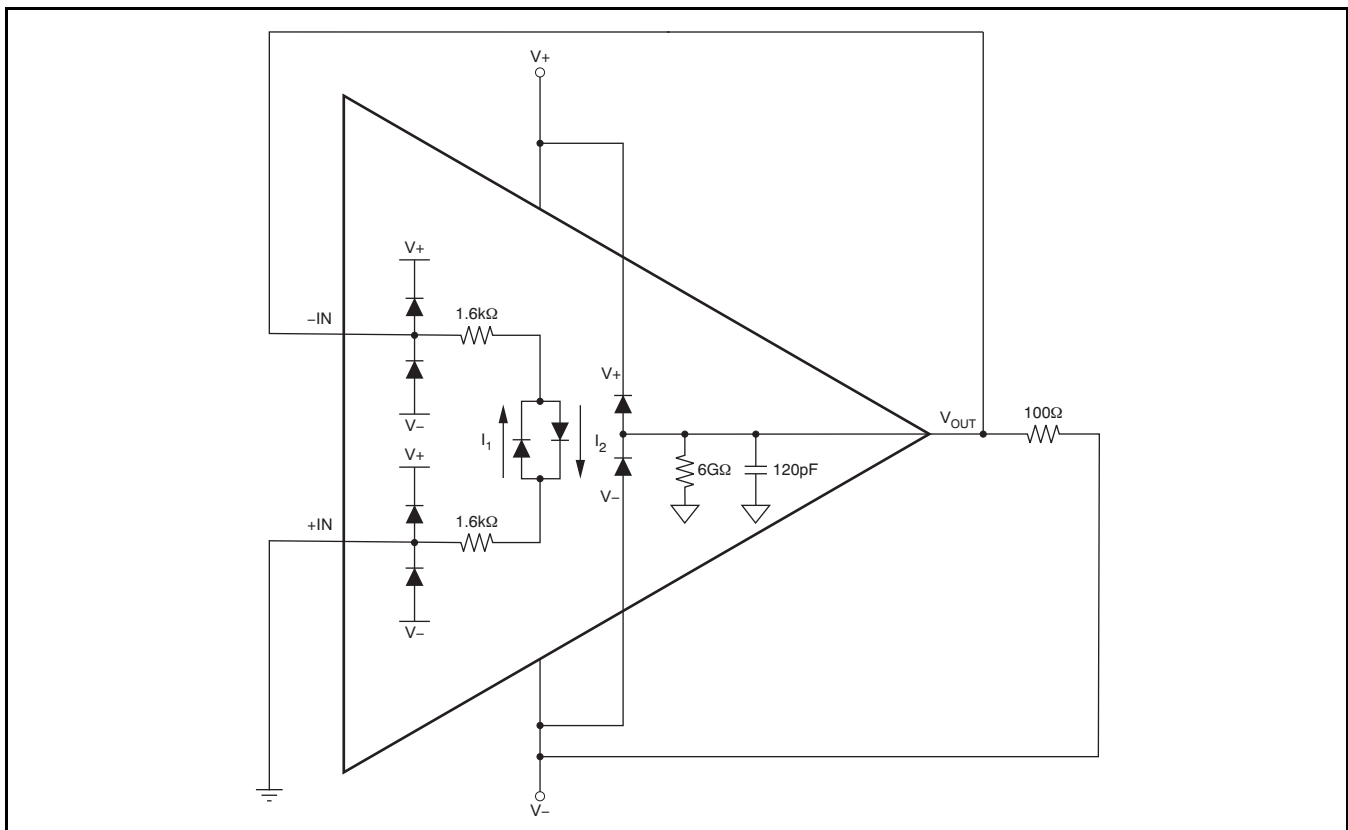 V+
V+
–IN
1.6kΩ
V–
V+
I1
I2
V+
VOUT
100Ω
6GΩ
120pF
V–
+IN
1.6kΩ
V–
V–